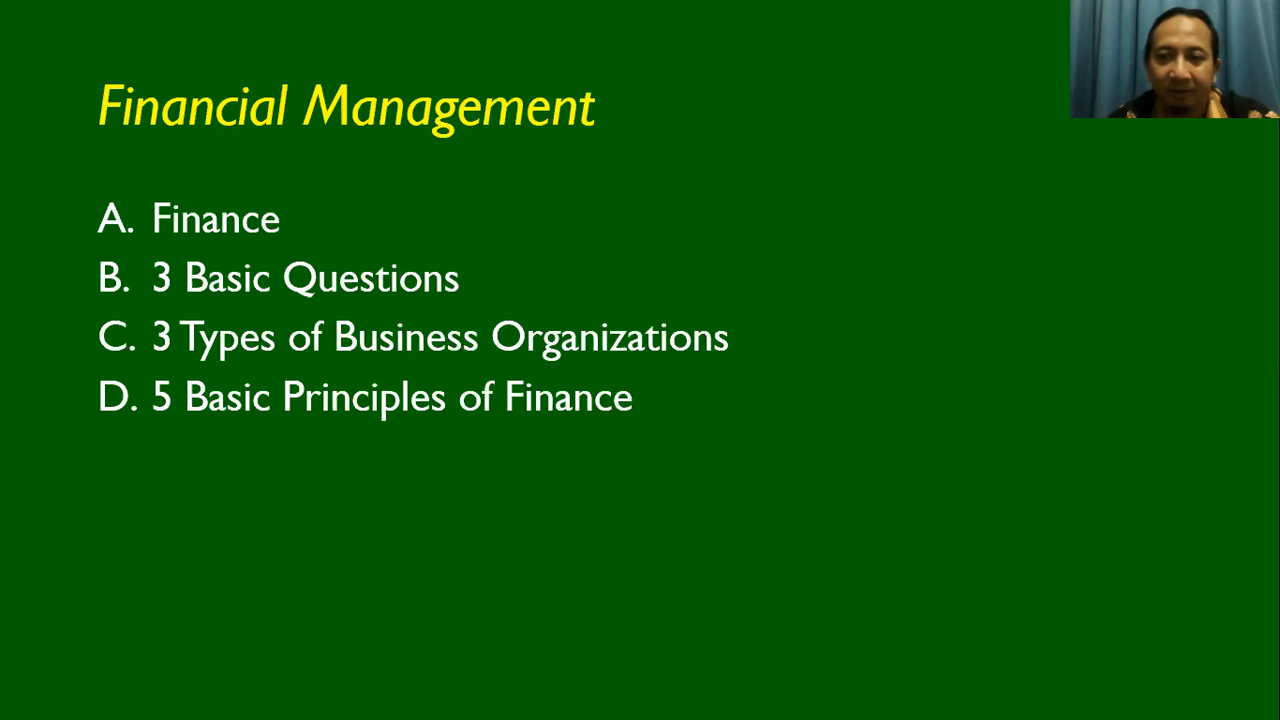 Financial Management
A. Finance
B. 3 Basic Questions
C. 3 Types of Business Organizations
D. 5 Basic Principles of Finance